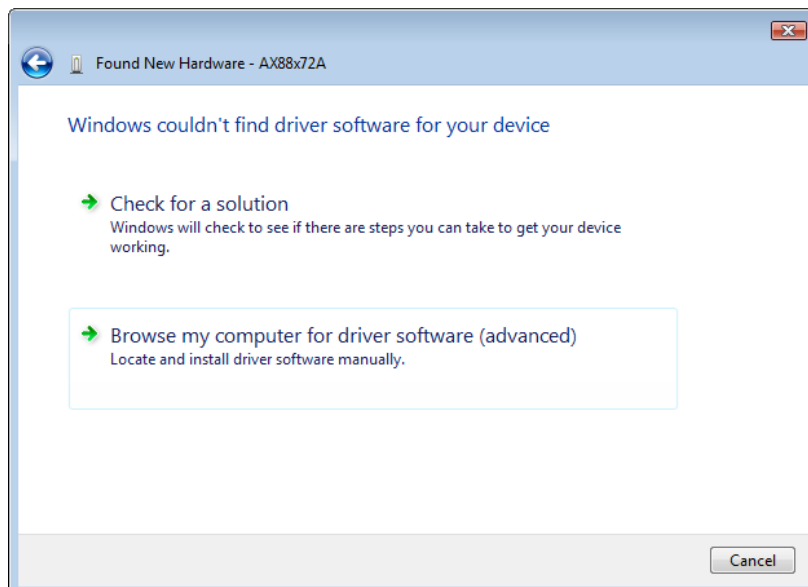 Found New Hardware - AX88x72A
Windows couldn't find driver software for your device
Check for a solution
Windows will check to see if there are steps you can take to get your device
working.
Browse my computer for driver software (advanced)
Locate and install driver software manually.
Cancel